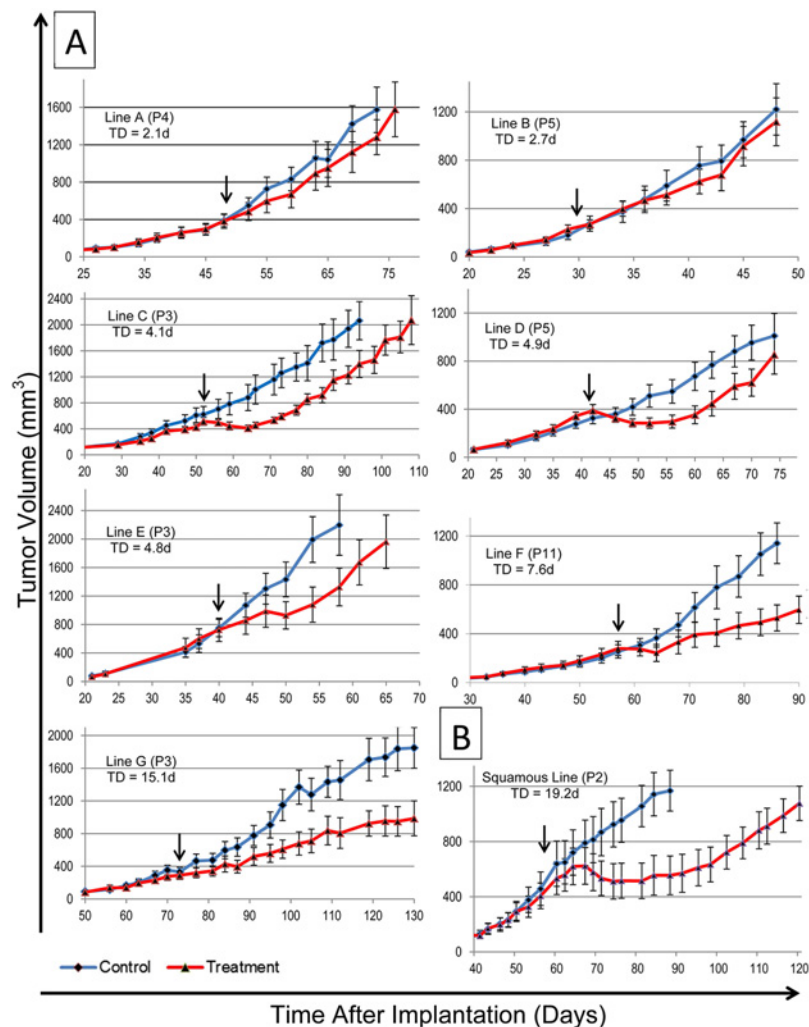 A
Line A (P4)
TD = 2.1d
1600
1200
800
400
0
25 35 45 55 65 75
Line B (P5)
TD = 2.7d
1200
800
400
0
20 25 30 35 40 45 50
Line C (P3)
TD = 4.1d
2400
2000
1600
1200
800
400
0
20 30 40 50 60 70 80 90 100 110
Line D (P5)
TD = 4.9d
1200
800
400
0
20 25 30 35 40 45 50 55 60 65 70 75
Line E (P3)
TD = 4.8d
2400
2000
1600
1200
800
400
0
20 25 30 35 40 45 50 55 60 65 70
Line F (P11)
TD = 7.6d
1200
800
400
0
30 40 50 60 70 80 90
Line G (P3)
TD = 15.1d
2000
1600
1200
800
400
0
50 60 70 80 90 100 110 120 130
B
Squamous Line (P2)
TD = 19.2d
1200
800
400
0
40 50 60 70 80 90 100 110 120
Tumor Volume (mm³)
Control Treatment
Time After Implantation (Days)